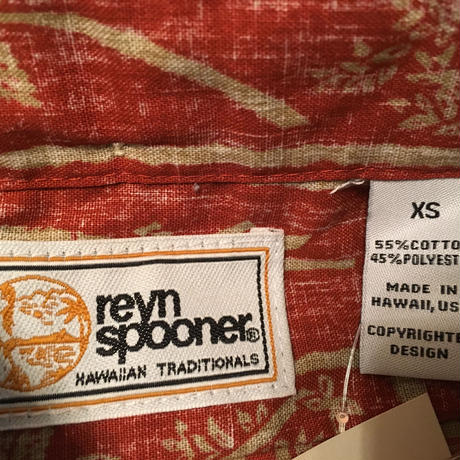 reyn
spooner®
HAWAIIAN TRADITIONALS
XS
55%COTTO
45%POLYEST
MADE IN
HAWAII, US
COPYRIGHTE
DESIGN